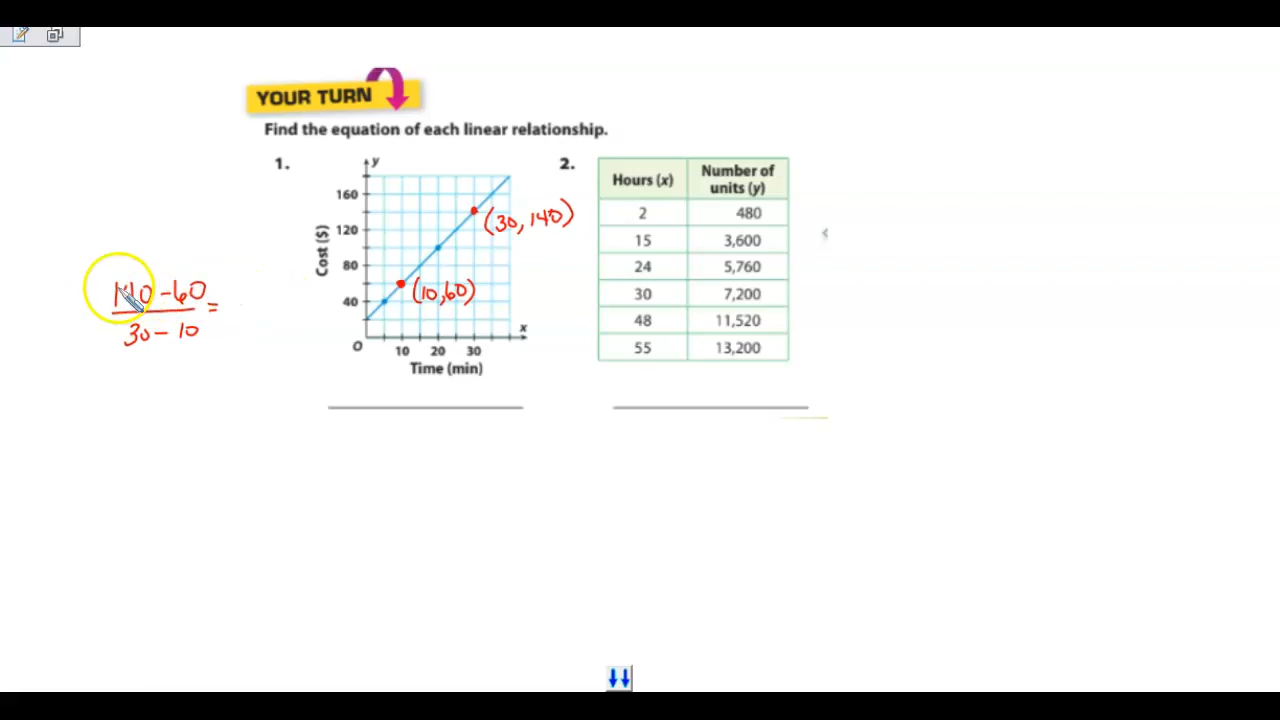 YOUR TURN
Find the equation of each linear relationship.
1.
y
160
120
80
40
O
10 20 30
x
Cost ($)
Time (min)
(30, 140)
(10,60)
140 - 60
30 - 10
=
2.
Hours (x) Number of units (y)
2 480
15 3,600
24 5,760
30 7,200
48 11,520
55 13,200